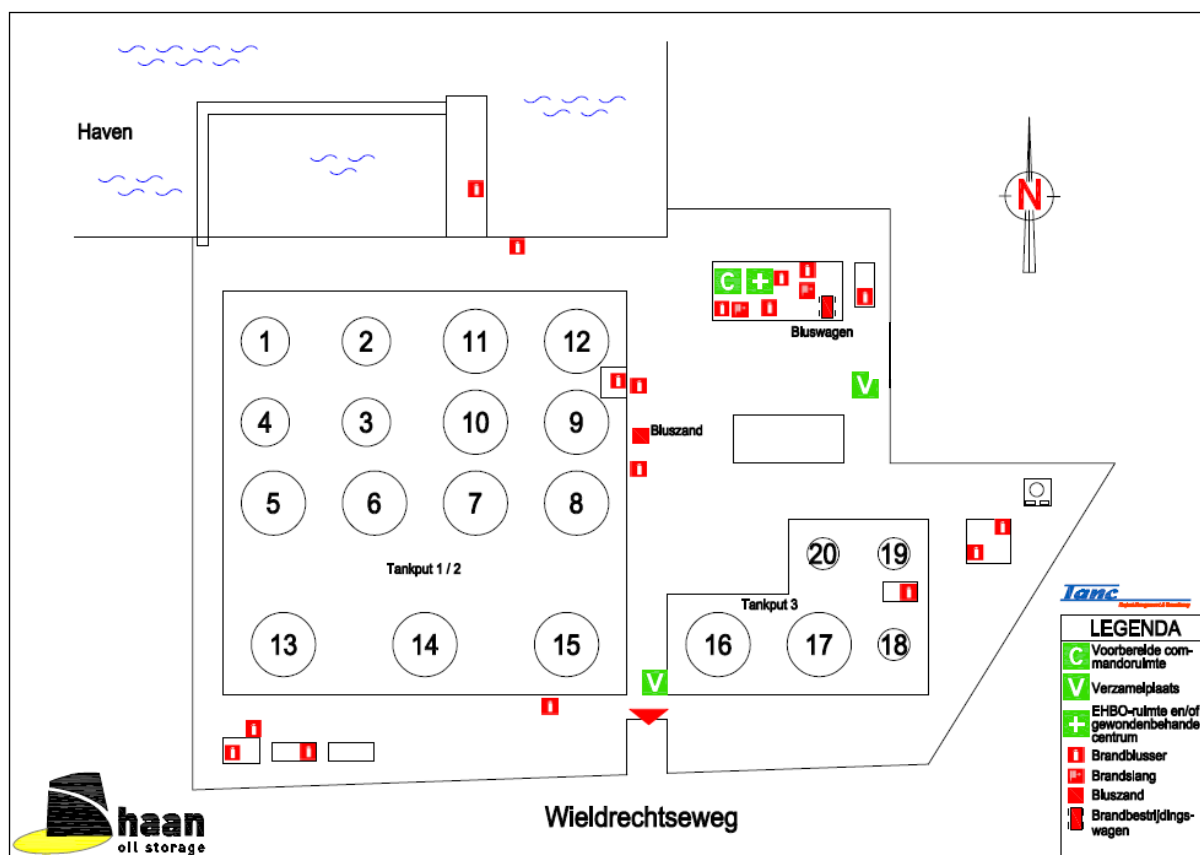 Haven
N
C
Bluswagen
1
2
11
12
V
4
3
10
9
Bluszand
5
6
7
8
20
19
Tankput 1 / 2
Tankput 3
13
14
15
16
17
18
V
Wieldrechtseweg
haan
oil storage
Tanc
LEGENDA
C
Voorbereide com-
mandoruimte
V
Verzamelplaats
EHBO-ruimte en/of
gewondenbehande
centrum
Brandblusser
Brandslang
Bluszand
Brandbestrijdings-
wagen